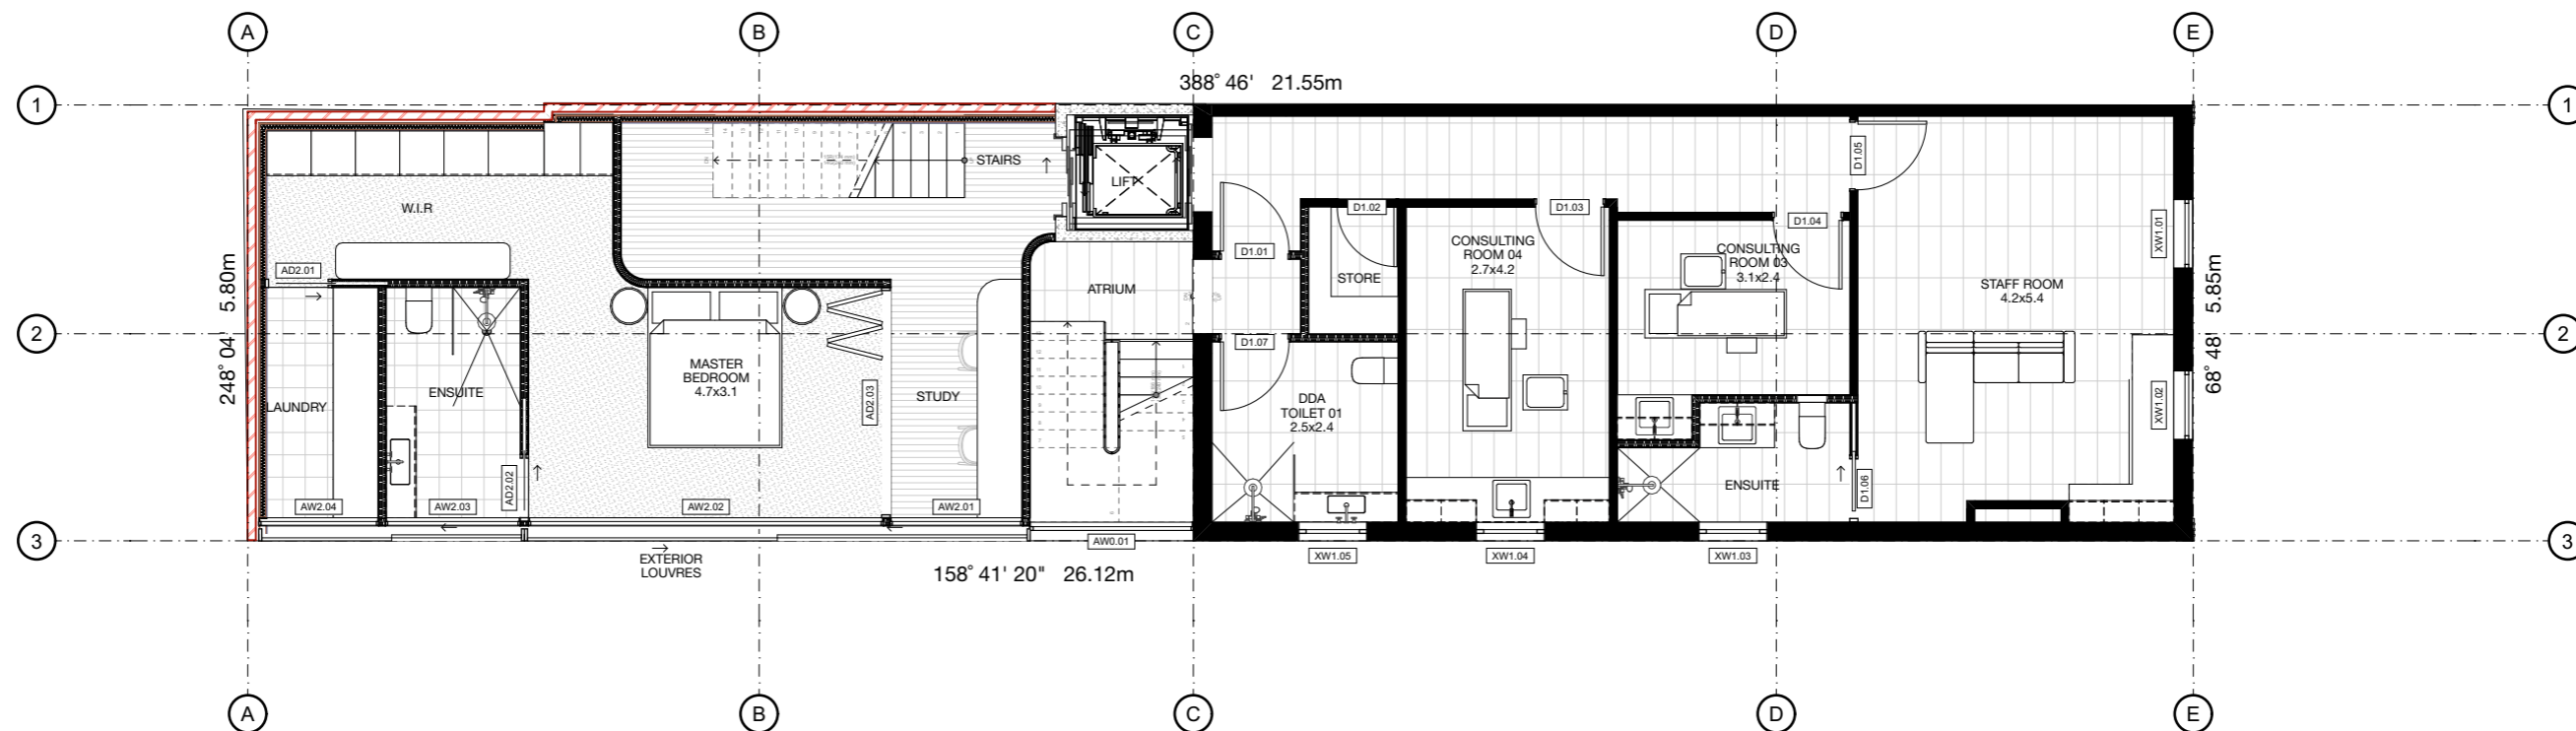 A
B
C
D
E
388° 46' 21.55m
1
1
STAIRS
LIFT
D1.05
W.I.R
D1.02
D1.03
D1.04
XW1.01
AD2.01
D1.01
CONSULTING
ROOM 04
2.7x4.2
CONSULTING
ROOM 03
3.1x2.4
STORE
ATRIUM
STAFF ROOM
4.2x5.4
248° 04' 5.80m
68° 48' 5.85m
2
2
D1.07
MASTER
BEDROOM
4.7x3.1
ENSUITE
LAUNDRY
AD2.03
STUDY
DDA
TOILET 01
2.5x2.4
XW1.02
AD2.02
ENSUITE
D1.06
AW2.04
AW2.03
AW2.02
AW2.01
3
3
AW0.01
XW1.05
XW1.04
XW1.03
EXTERIOR
LOUVRES
158° 41' 20" 26.12m
A
B
C
D
E